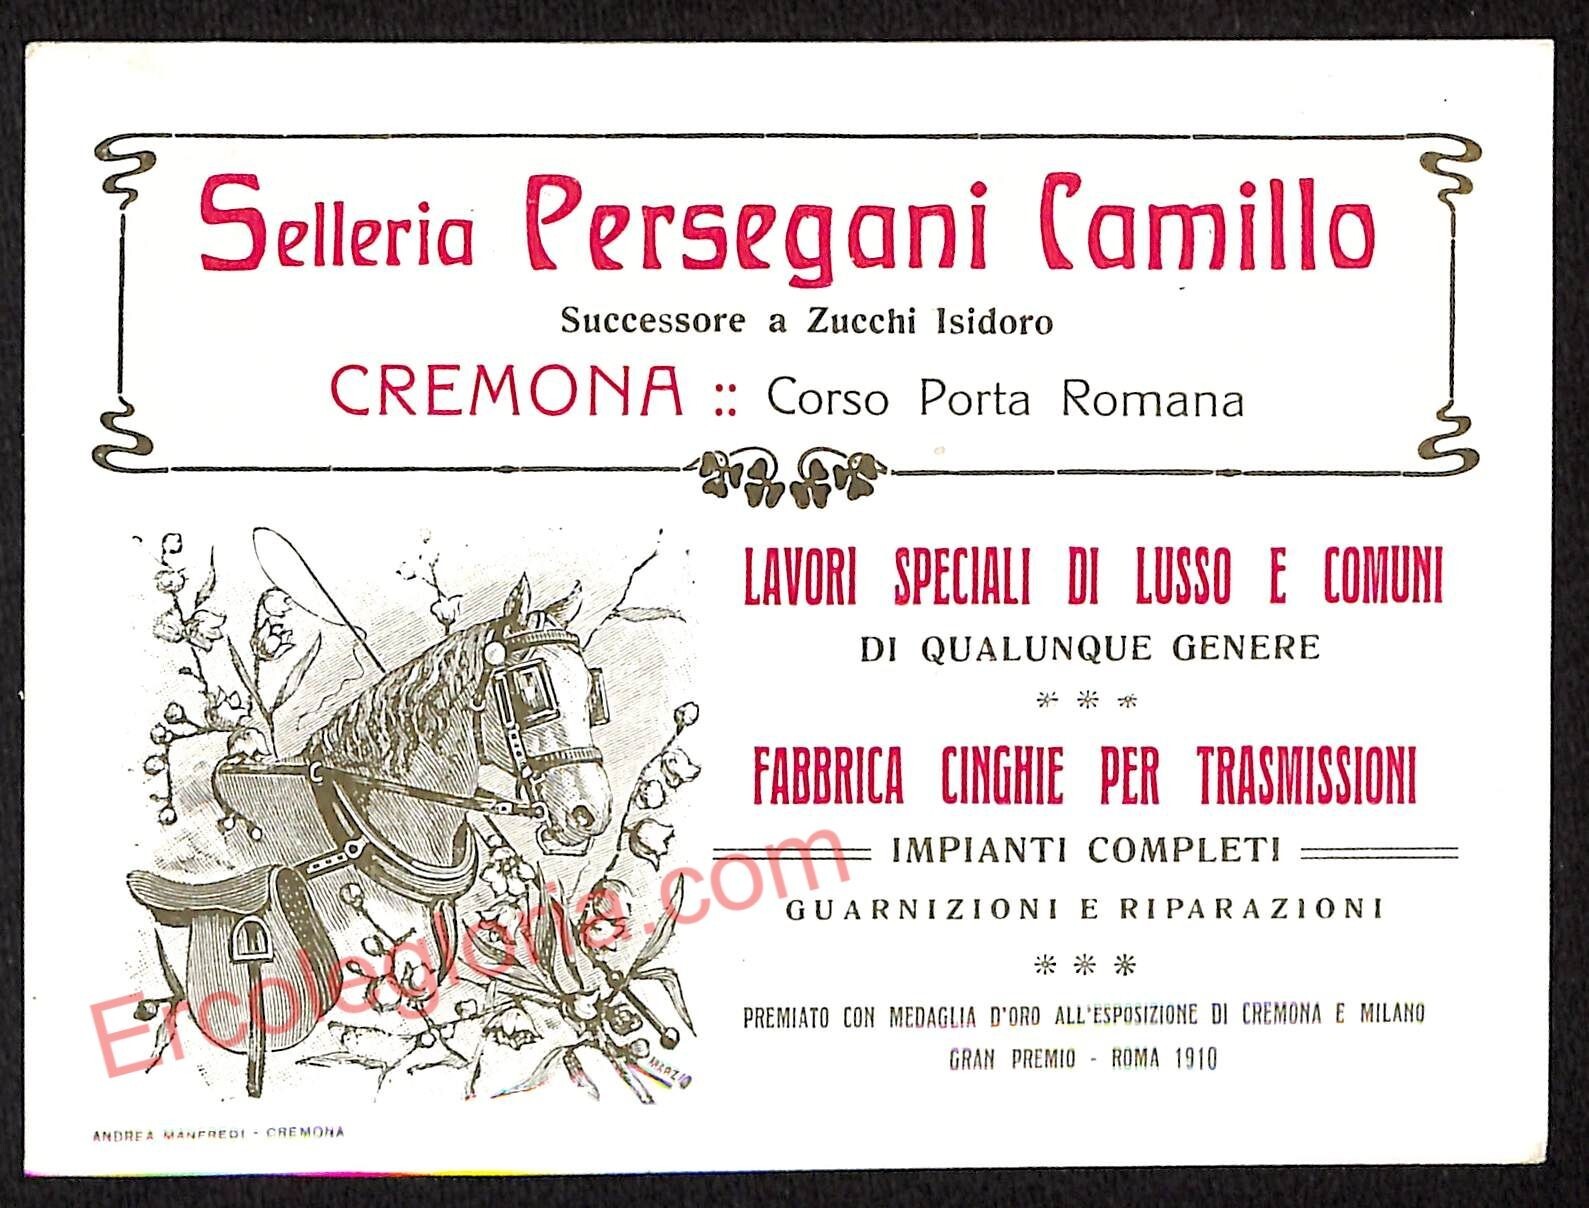 Selleria Persegani Camillo
Successore a Zucchi Isidoro
CREMONA :: Corso Porta Romana
LAVORI SPECIALI DI LUSSO E COMUNI
DI QUALUNQUE GENERE
* * *
FABBRICA CINGHIE PER TRASMISSIONI
IMPIANTI COMPLETI
GUARNIZIONI E RIPARAZIONI
* * *
PREMIATO CON MEDAGLIA D'ORO ALL'ESPOSIZIONE DI CREMONA E MILANO
GRAN PREMIO - ROMA 1910
MARZIO
ANDREA MANFREDI - CREMONA
Ercolegloria.com